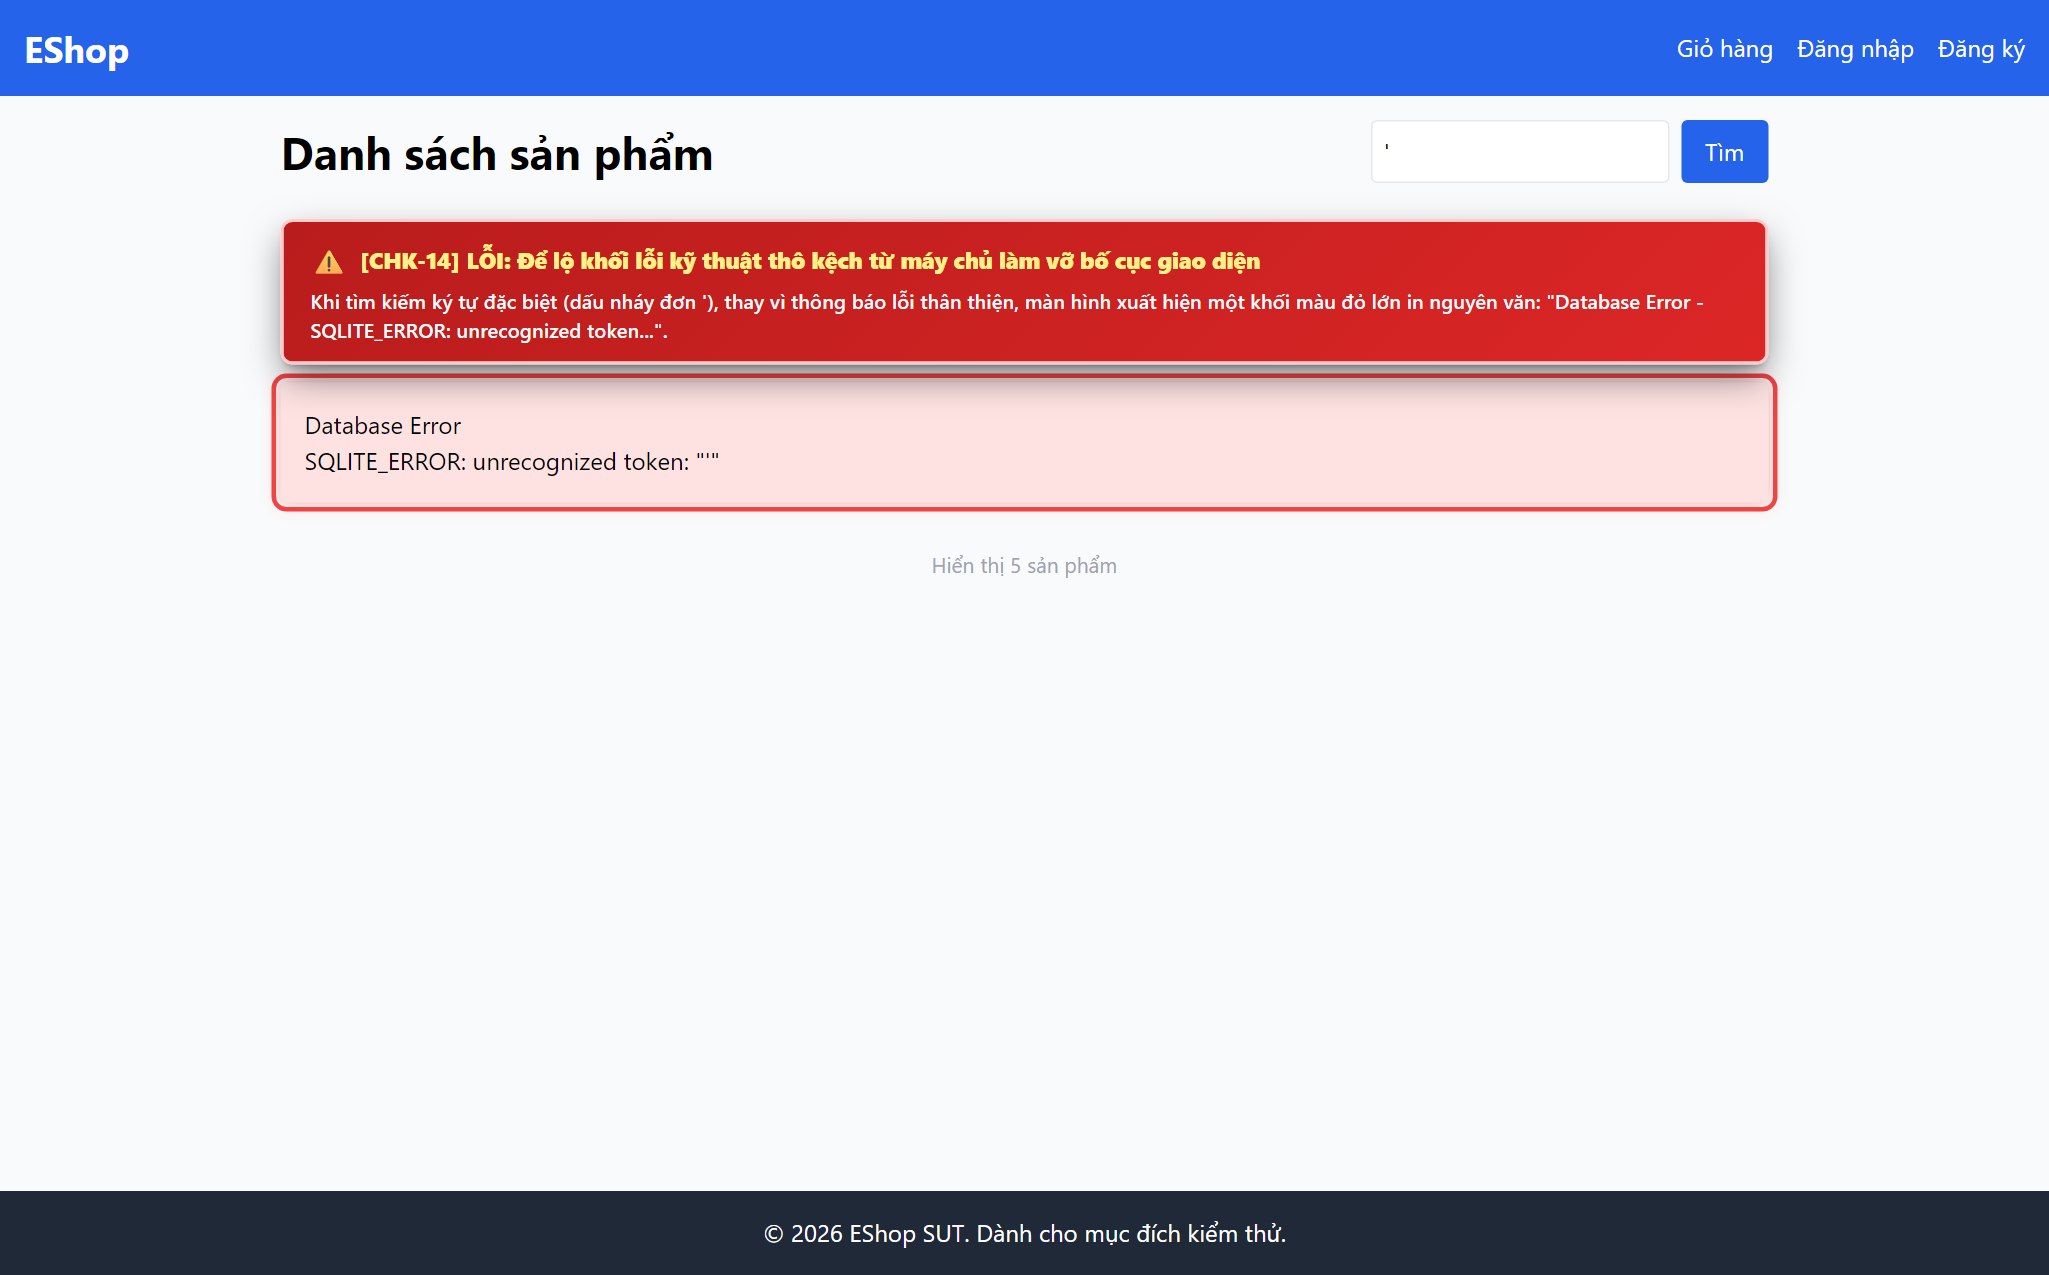 EShop
Giỏ hàng Đăng nhập Đăng ký
Danh sách sản phẩm
'
Tìm
[CHK-14] LỖI: Để lộ khối lỗi kỹ thuật thô kệch từ máy chủ làm vỡ bố cục giao diện
Khi tìm kiếm ký tự đặc biệt (dấu nháy đơn '), thay vì thông báo lỗi thân thiện, màn hình xuất hiện một khối màu đỏ lớn in nguyên văn: "Database Error -
SQLITE_ERROR: unrecognized token...".
Database Error
SQLITE_ERROR: unrecognized token: "'"
Hiển thị 5 sản phẩm
© 2026 EShop SUT. Dành cho mục đích kiểm thử.